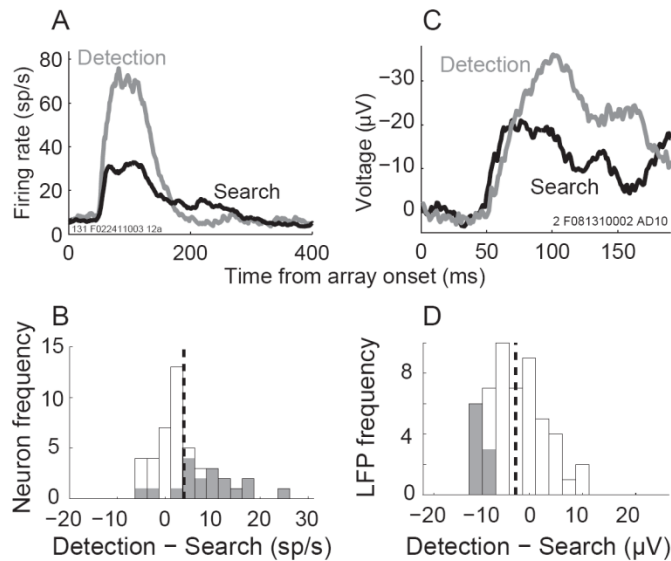 A
80
60
40
20
0
Firing rate (sp/s)
Detection
Search
131 F022411003 12a
0 200 400
C
−30
−20
−10
0
Voltage (µV)
Detection
Search
2 F081310002 AD10
0 50 100 150
Time from array onset (ms)
B
15
10
5
0
Neuron frequency
−20 −10 0 10 20 30
Detection − Search (sp/s)
D
8
4
0
LFP frequency
−20 −10 0 10 20
Detection − Search (µV)